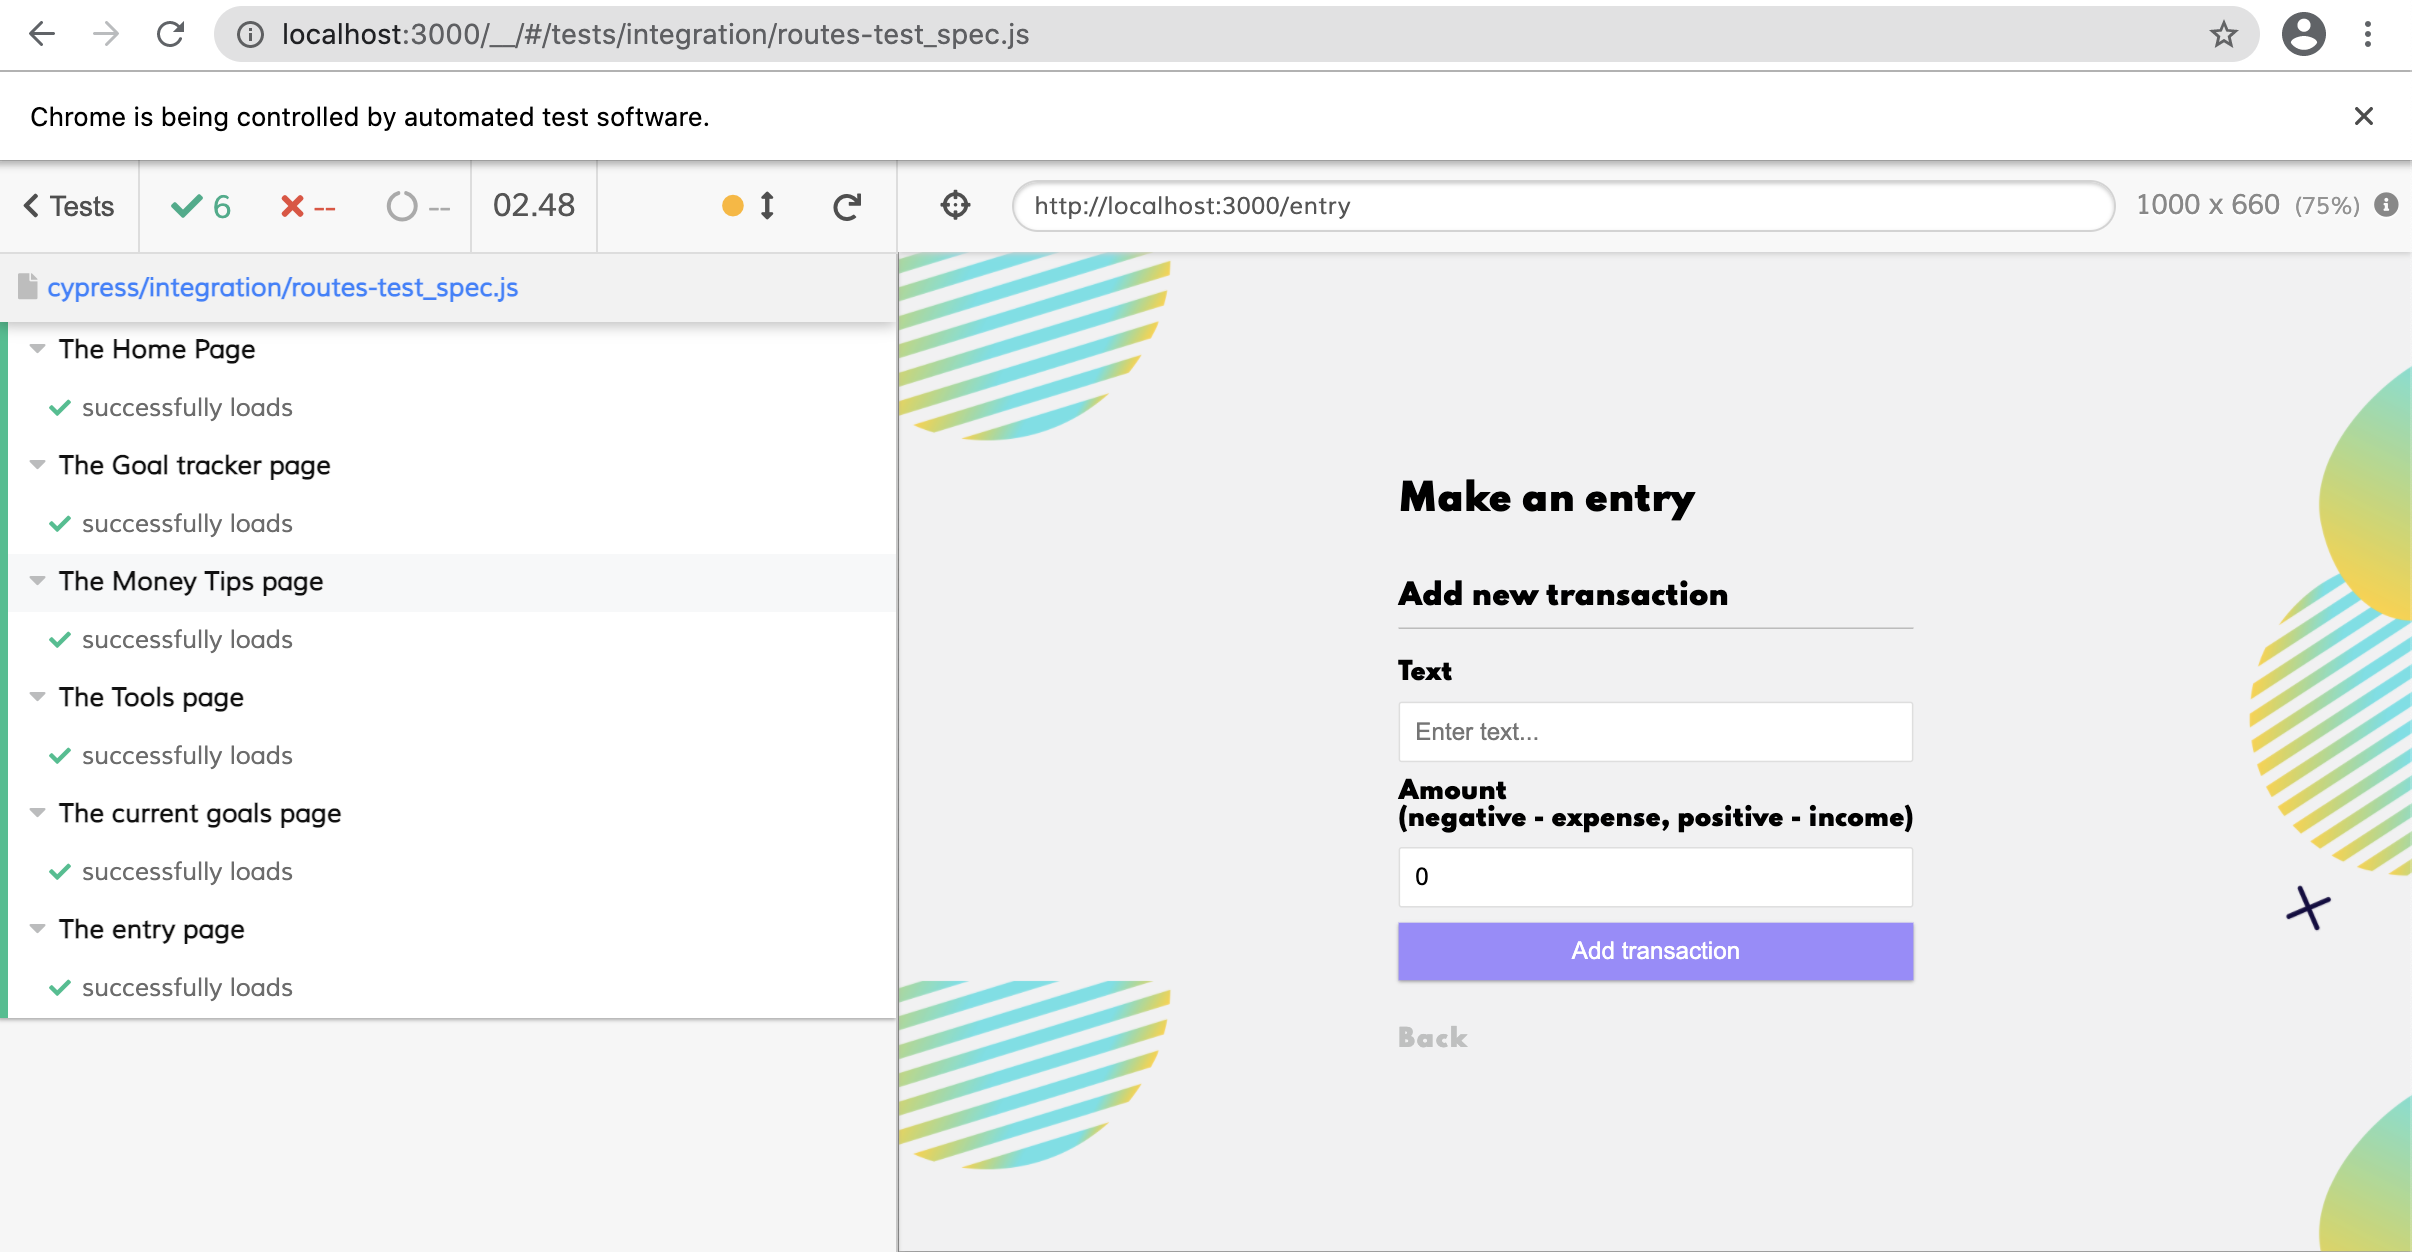 localhost:3000/__/#/tests/integration/routes-test_spec.js
Chrome is being controlled by automated test software.
Tests 6 -- -- 02.48
http://localhost:3000/entry 1000 x 660 (75%)
cypress/integration/routes-test_spec.js
The Home Page
successfully loads
The Goal tracker page
successfully loads
The Money Tips page
successfully loads
The Tools page
successfully loads
The current goals page
successfully loads
The entry page
successfully loads
Make an entry
Add new transaction
Text
Enter text...
Amount
(negative - expense, positive - income)
0
Add transaction
Back